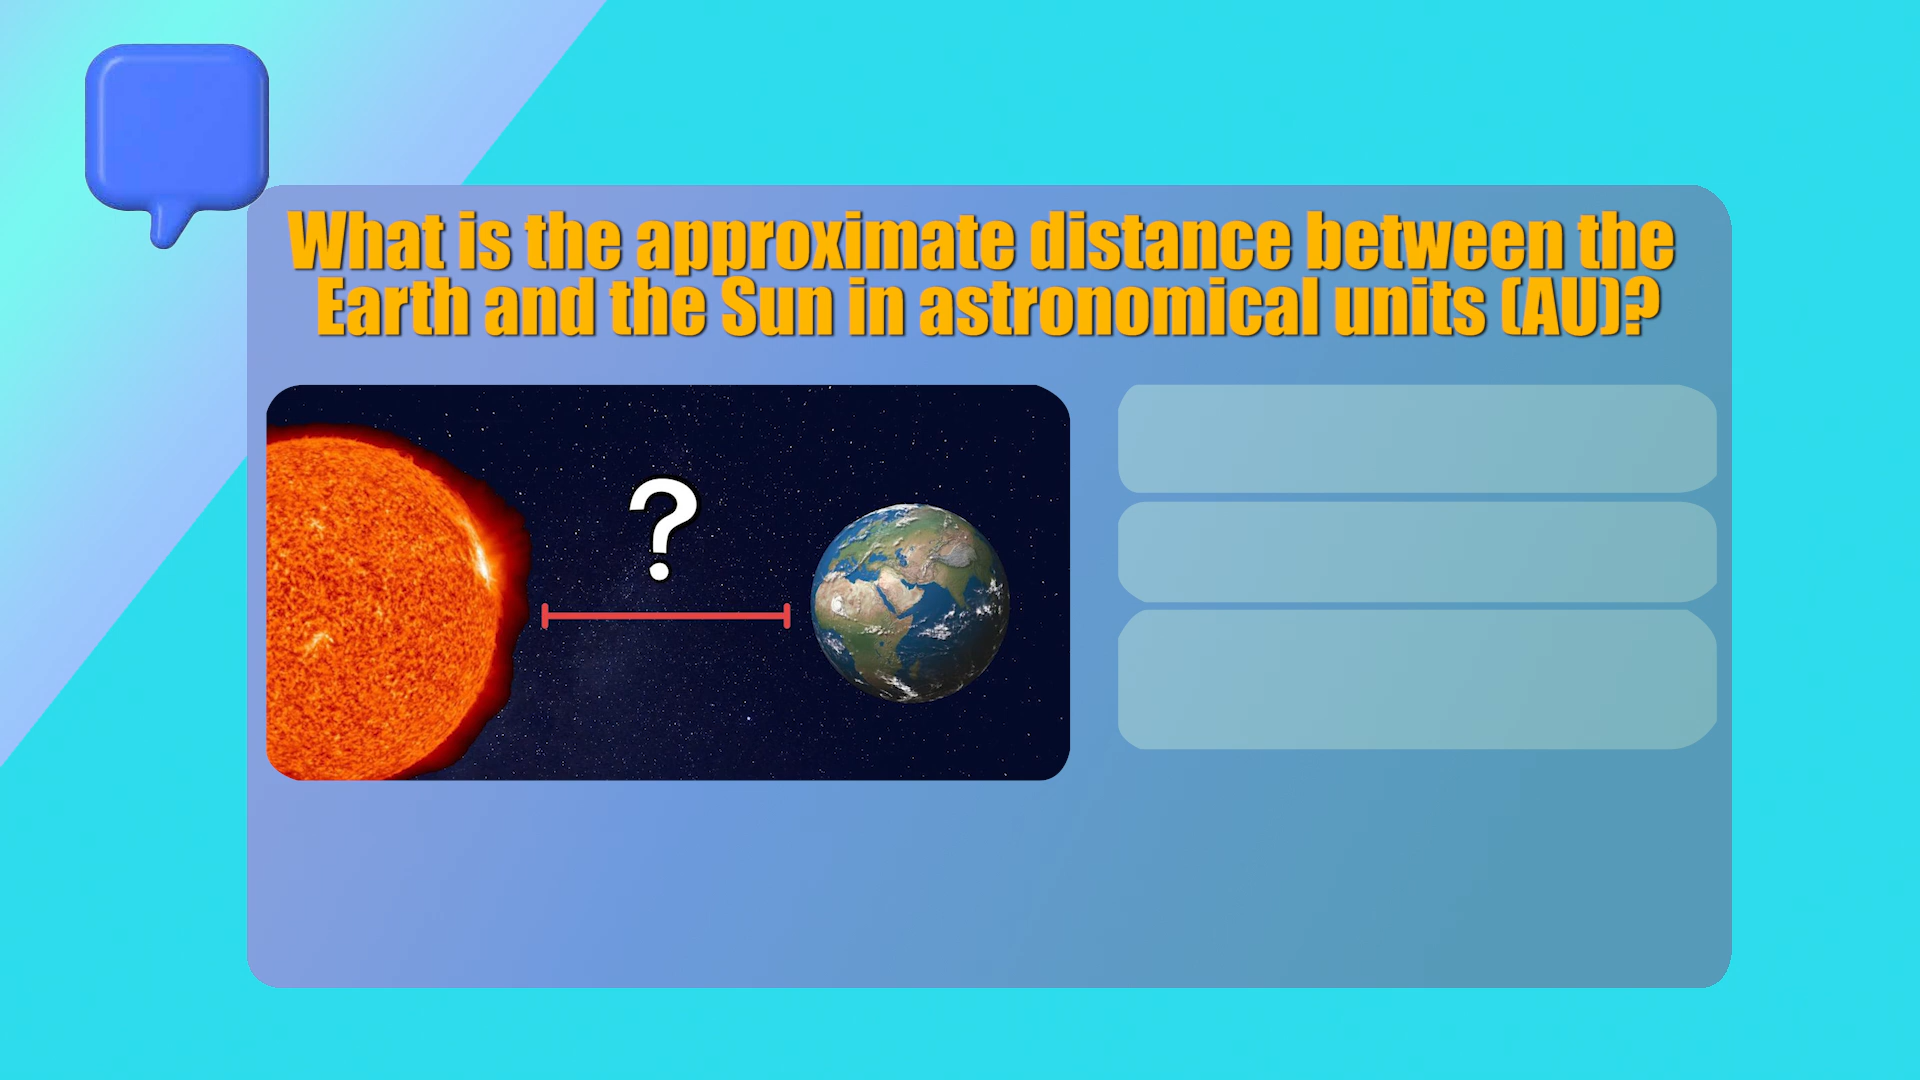 What is the approximate distance between the
Earth and the Sun in astronomical units (AU)?
?